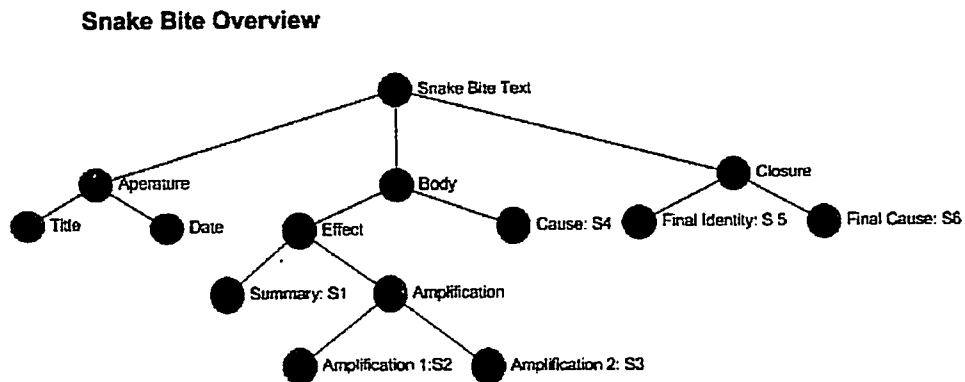 Snake Bite Overview
Snake Bite Text
Aperature
Body
Closure
Title
Date
Effect
Cause: S4
Final Identity: S 5
Final Cause: S6
Summary: S1
Amplification
Amplification 1:S2
Amplification 2: S3